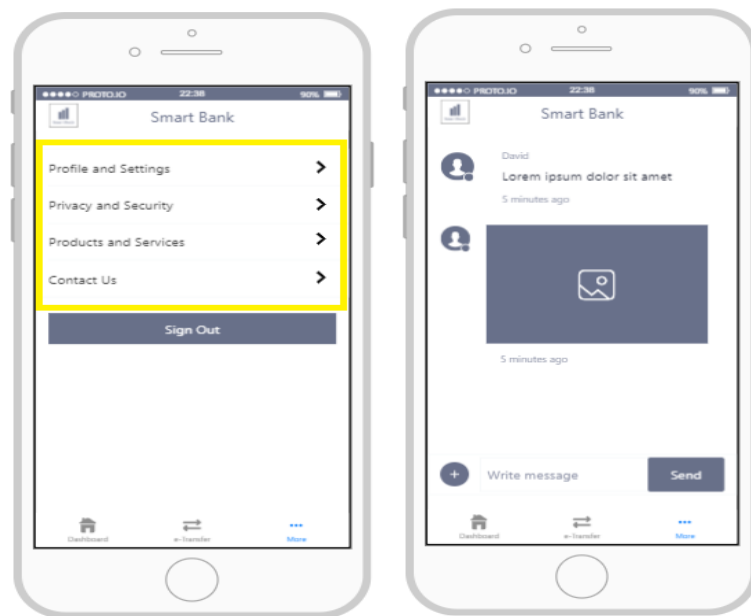 PROTO.IO 22:38 90%
Smart Bank
Profile and Settings
Privacy and Security
Products and Services
Contact Us
Sign Out
Dashboard e-Transfer More
PROTO.IO 22:38 90%
Smart Bank
David
Lorem ipsum dolor sit amet
5 minutes ago
5 minutes ago
Write message Send
Dashboard e-Transfer More